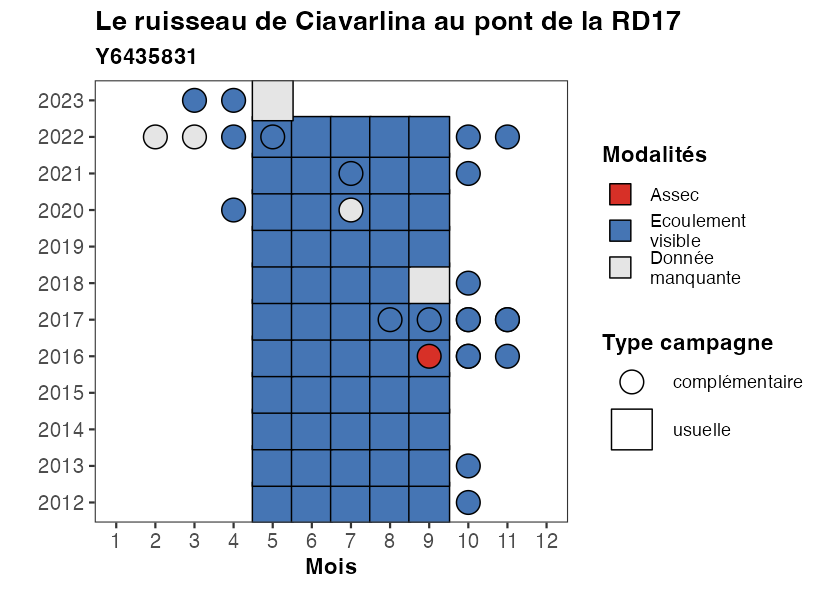 Le ruisseau de Ciavarlina au pont de la RD17
Y6435831
2023
2022
2021
2020
2019
2018
2017
2016
2015
2014
2013
2012
1 2 3 4 5 6 7 8 9 10 11 12
Mois
Modalités
Assec
Ecoulement
visible
Donnée
manquante
Type campagne
complémentaire
usuelle